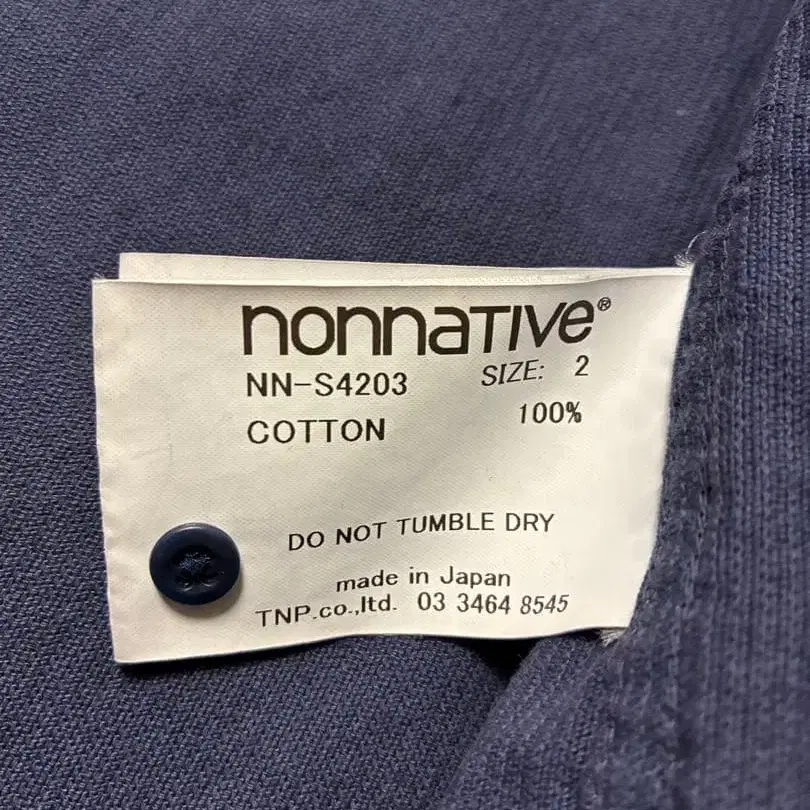 nonnaTIVe®
NN-S4203 SIZE: 2
COTTON 100%
DO NOT TUMBLE DRY
made in Japan
TNP.co.,ltd. 03 3464 8545